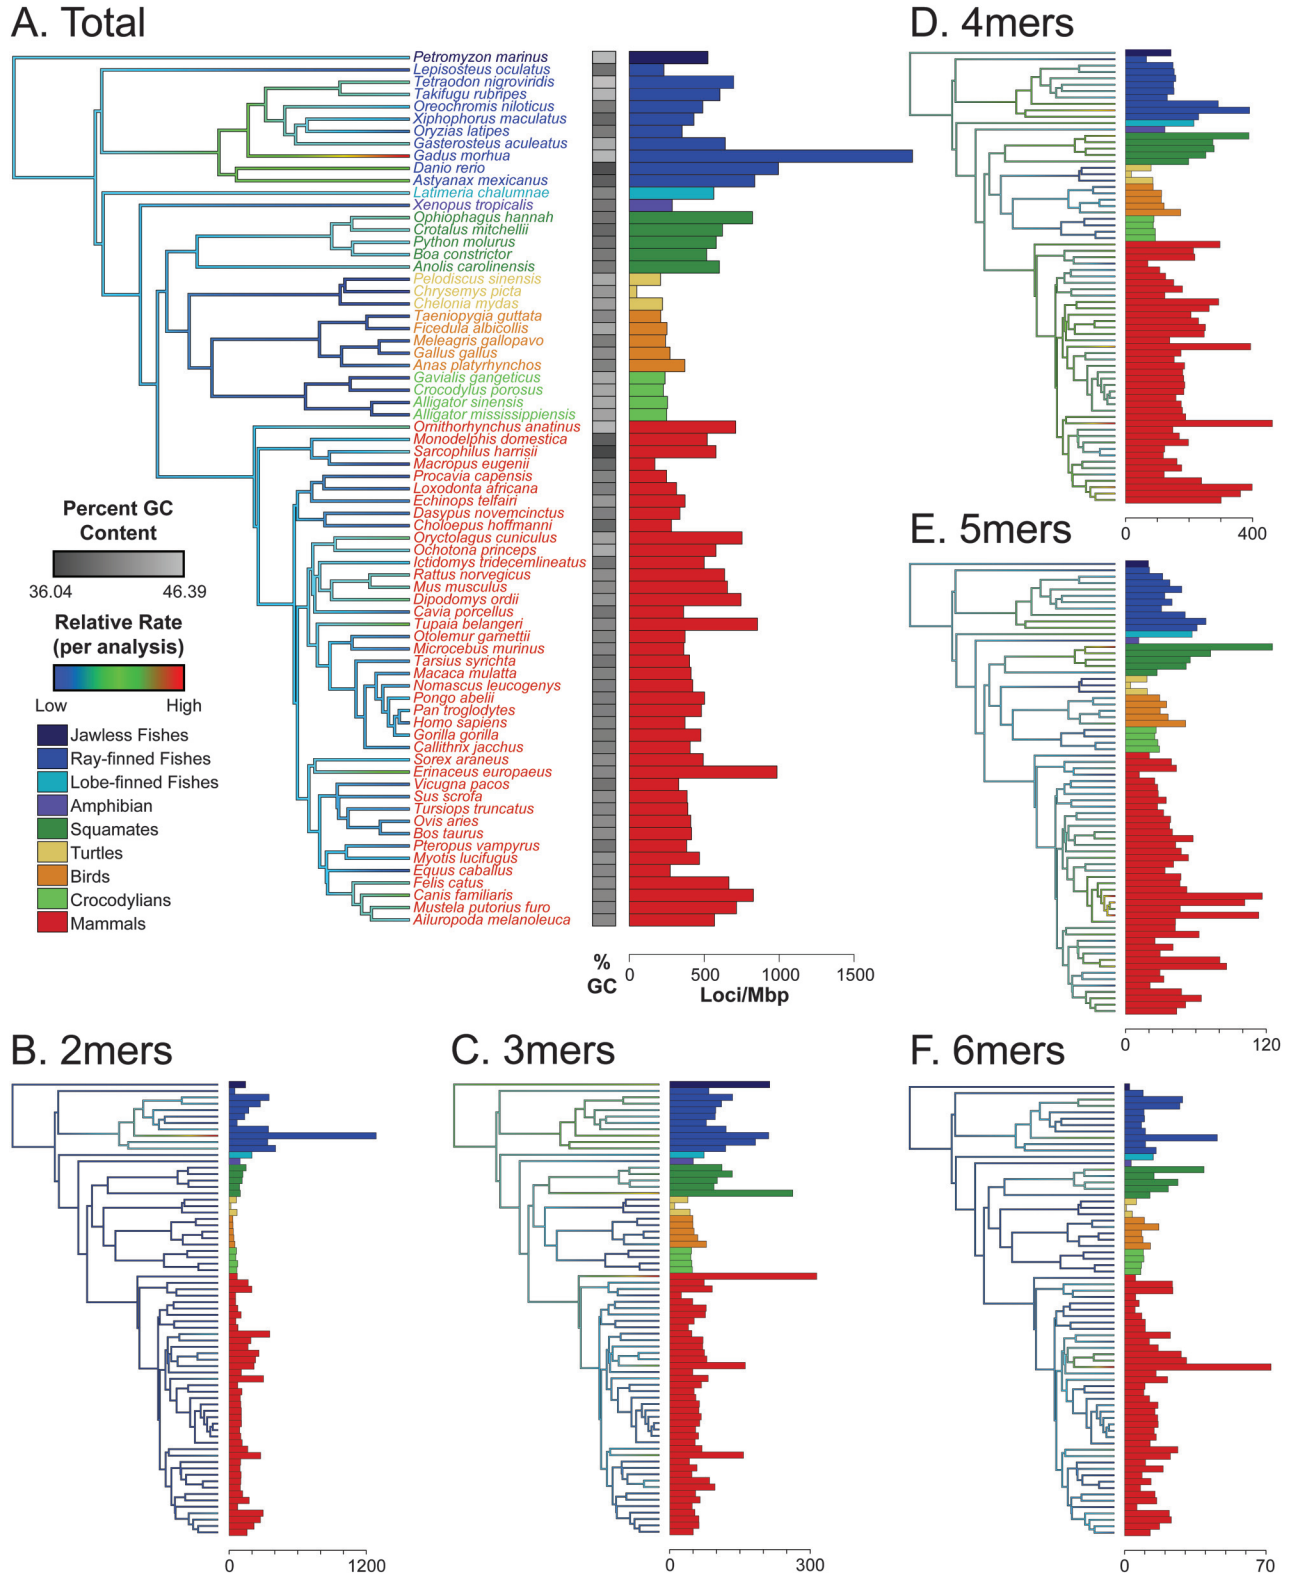 A. Total
Petromyzon marinus
Lepisosteus oculatus
Tetraodon nigroviridis
Takifugu rubripes
Oreochromis niloticus
Xiphophorus maculatus
Oryzias latipes
Gasterosteus aculeatus
Gadus morhua
Danio rerio
Astyanax mexicanus
Latimeria chalumnae
Xenopus tropicalis
Ophiophagus hannah
Crotalus mitchellii
Python molurus
Boa constrictor
Anolis carolinensis
Pelodiscus sinensis
Chrysemys picta
Chelonia mydas
Taeniopygia guttata
Ficedula albicollis
Meleagris gallopavo
Gallus gallus
Anas platyrhynchos
Gavialis gangeticus
Crocodylus porosus
Alligator sinensis
Alligator mississippiensis
Ornithorhynchus anatinus
Monodelphis domestica
Sarcophilus harrisii
Macropus eugenii
Procavia capensis
Loxodonta africana
Echinops telfairi
Dasypus novemcinctus
Choloepus hoffmanni
Oryctolagus cuniculus
Ochotona princeps
Ictidomys tridecemlineatus
Rattus norvegicus
Mus musculus
Dipodomys ordii
Cavia porcellus
Tupaia belangeri
Otolemur garnettii
Microcebus murinus
Tarsius syrichta
Macaca mulatta
Nomascus leucogenys
Pongo abelii
Pan troglodytes
Homo sapiens
Gorilla gorilla
Callithrix jacchus
Sorex araneus
Erinaceus europaeus
Vicugna pacos
Sus scrofa
Tursiops truncatus
Ovis aries
Bos taurus
Pteropus vampyrus
Myotis lucifugus
Equus caballus
Felis catus
Canis familiaris
Mustela putorius furo
Ailuropoda melanoleuca
Percent GC
Content
36.04 46.39
Relative Rate
(per analysis)
Low High
Jawless Fishes
Ray-finned Fishes
Lobe-finned Fishes
Amphibian
Squamates
Turtles
Birds
Crocodylians
Mammals
%
GC
0 500 1000 1500
Loci/Mbp
D. 4mers
0 400
E. 5mers
0 120
B. 2mers
0 1200
C. 3mers
0 300
F. 6mers
0 70